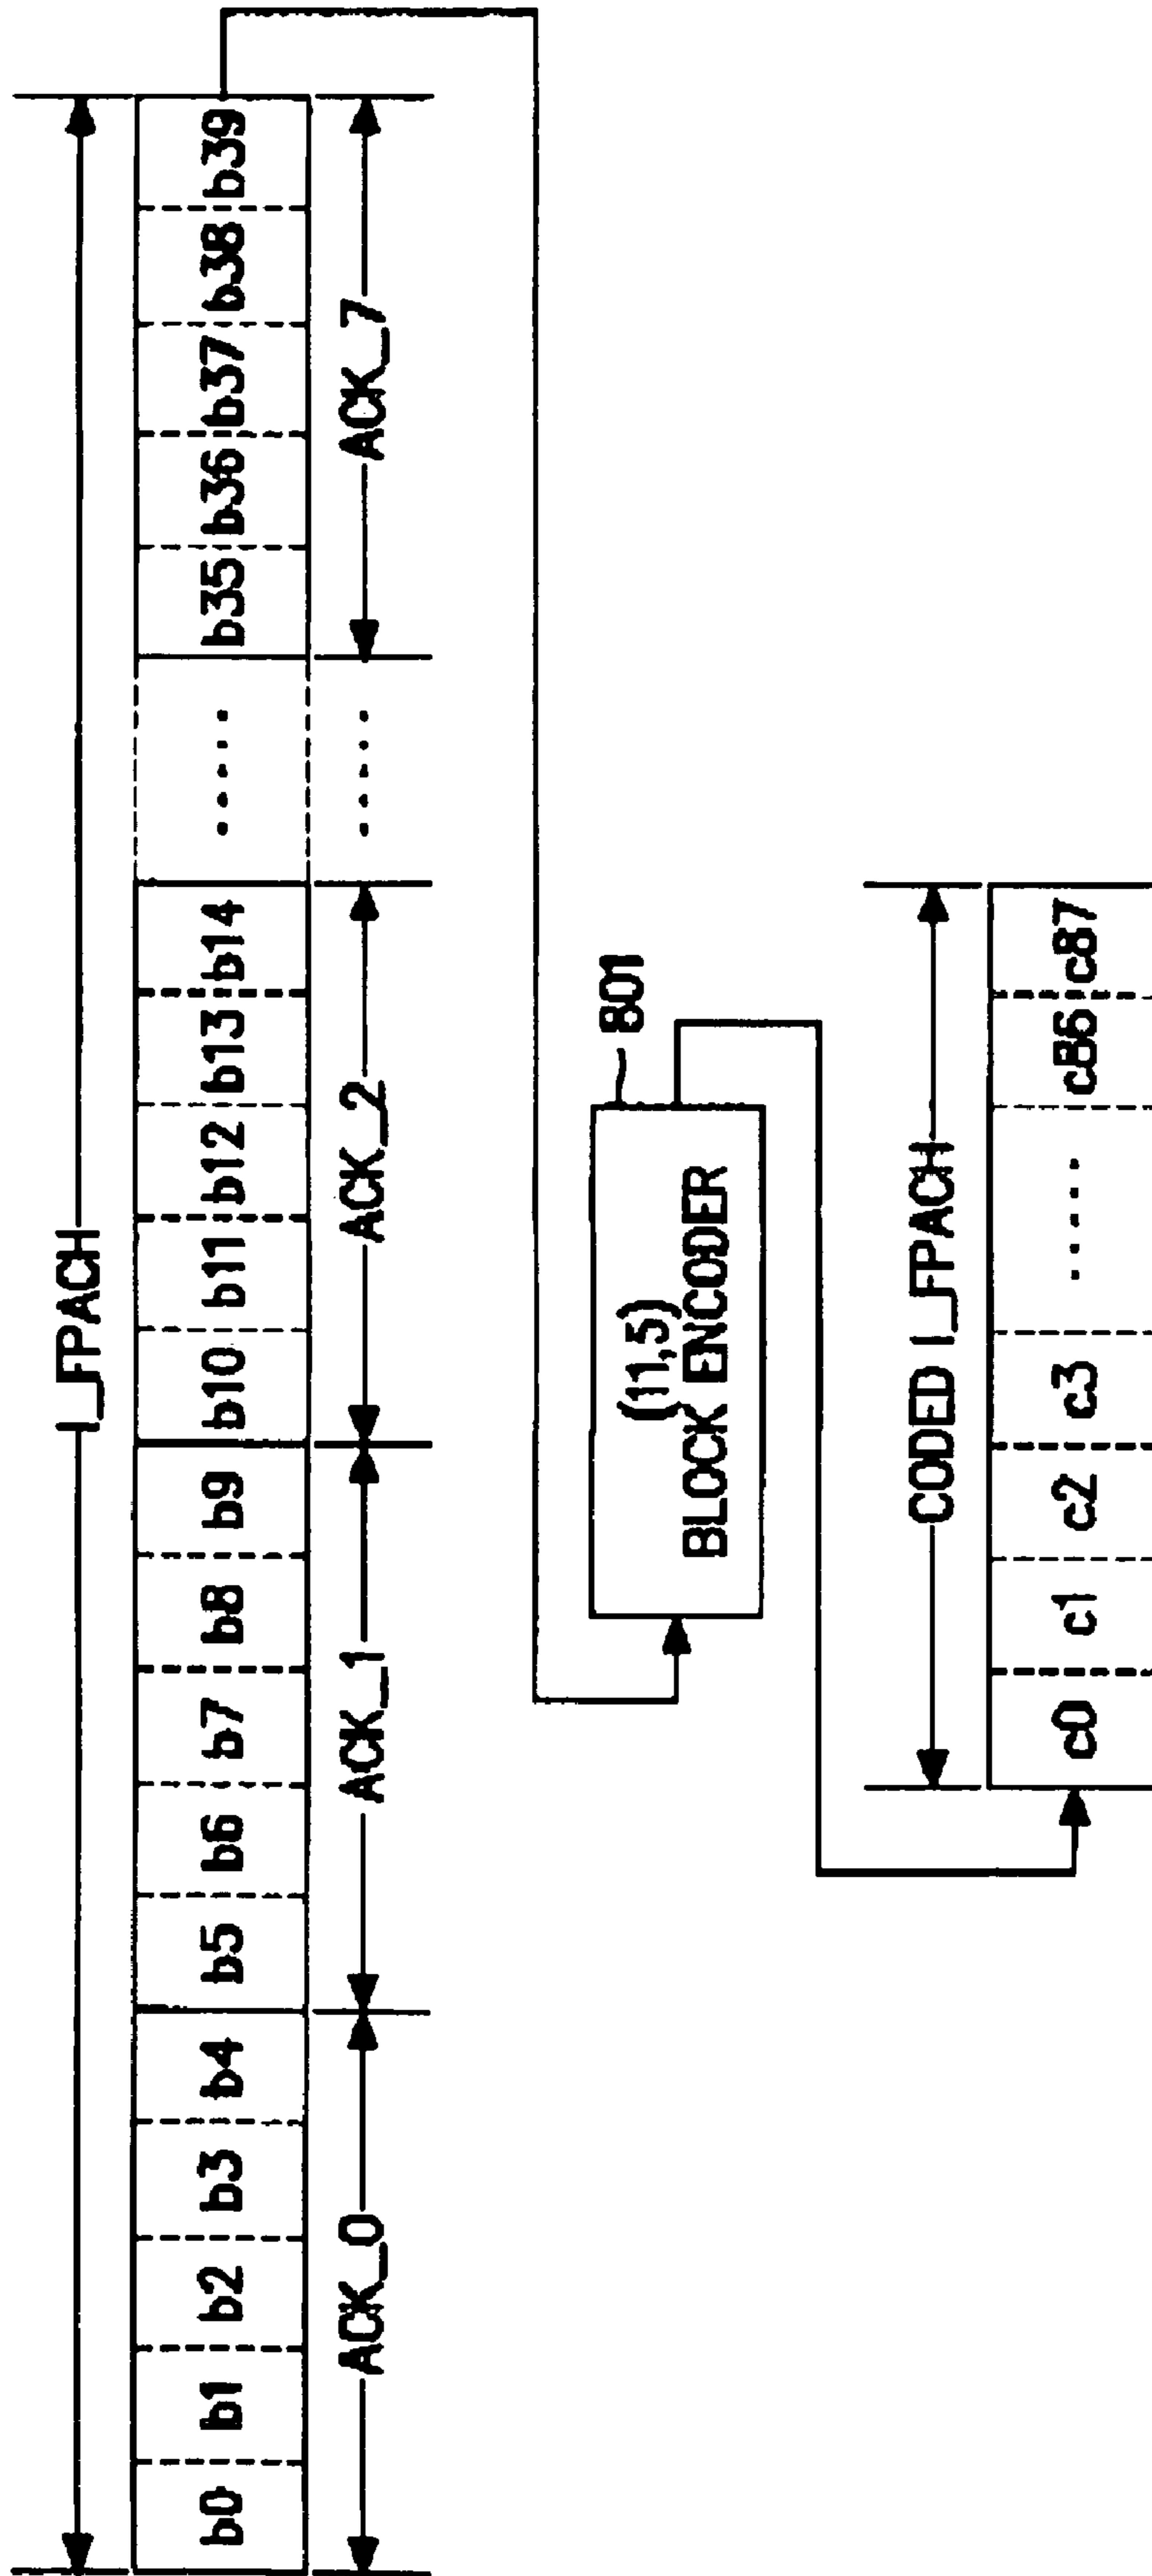 I_FPACH
b0 b1 b2 b3 b4 b5 b6 b7 b8 b9 b10 b11 b12 b13 b14 ..... b35 b36 b37 b38 b39
ACK_0 ACK_1 ACK_2 ..... ACK_7
801
(11,5)
BLOCK ENCODER
CODED I_FPACH
c0 c1 c2 c3 ..... c86 c87